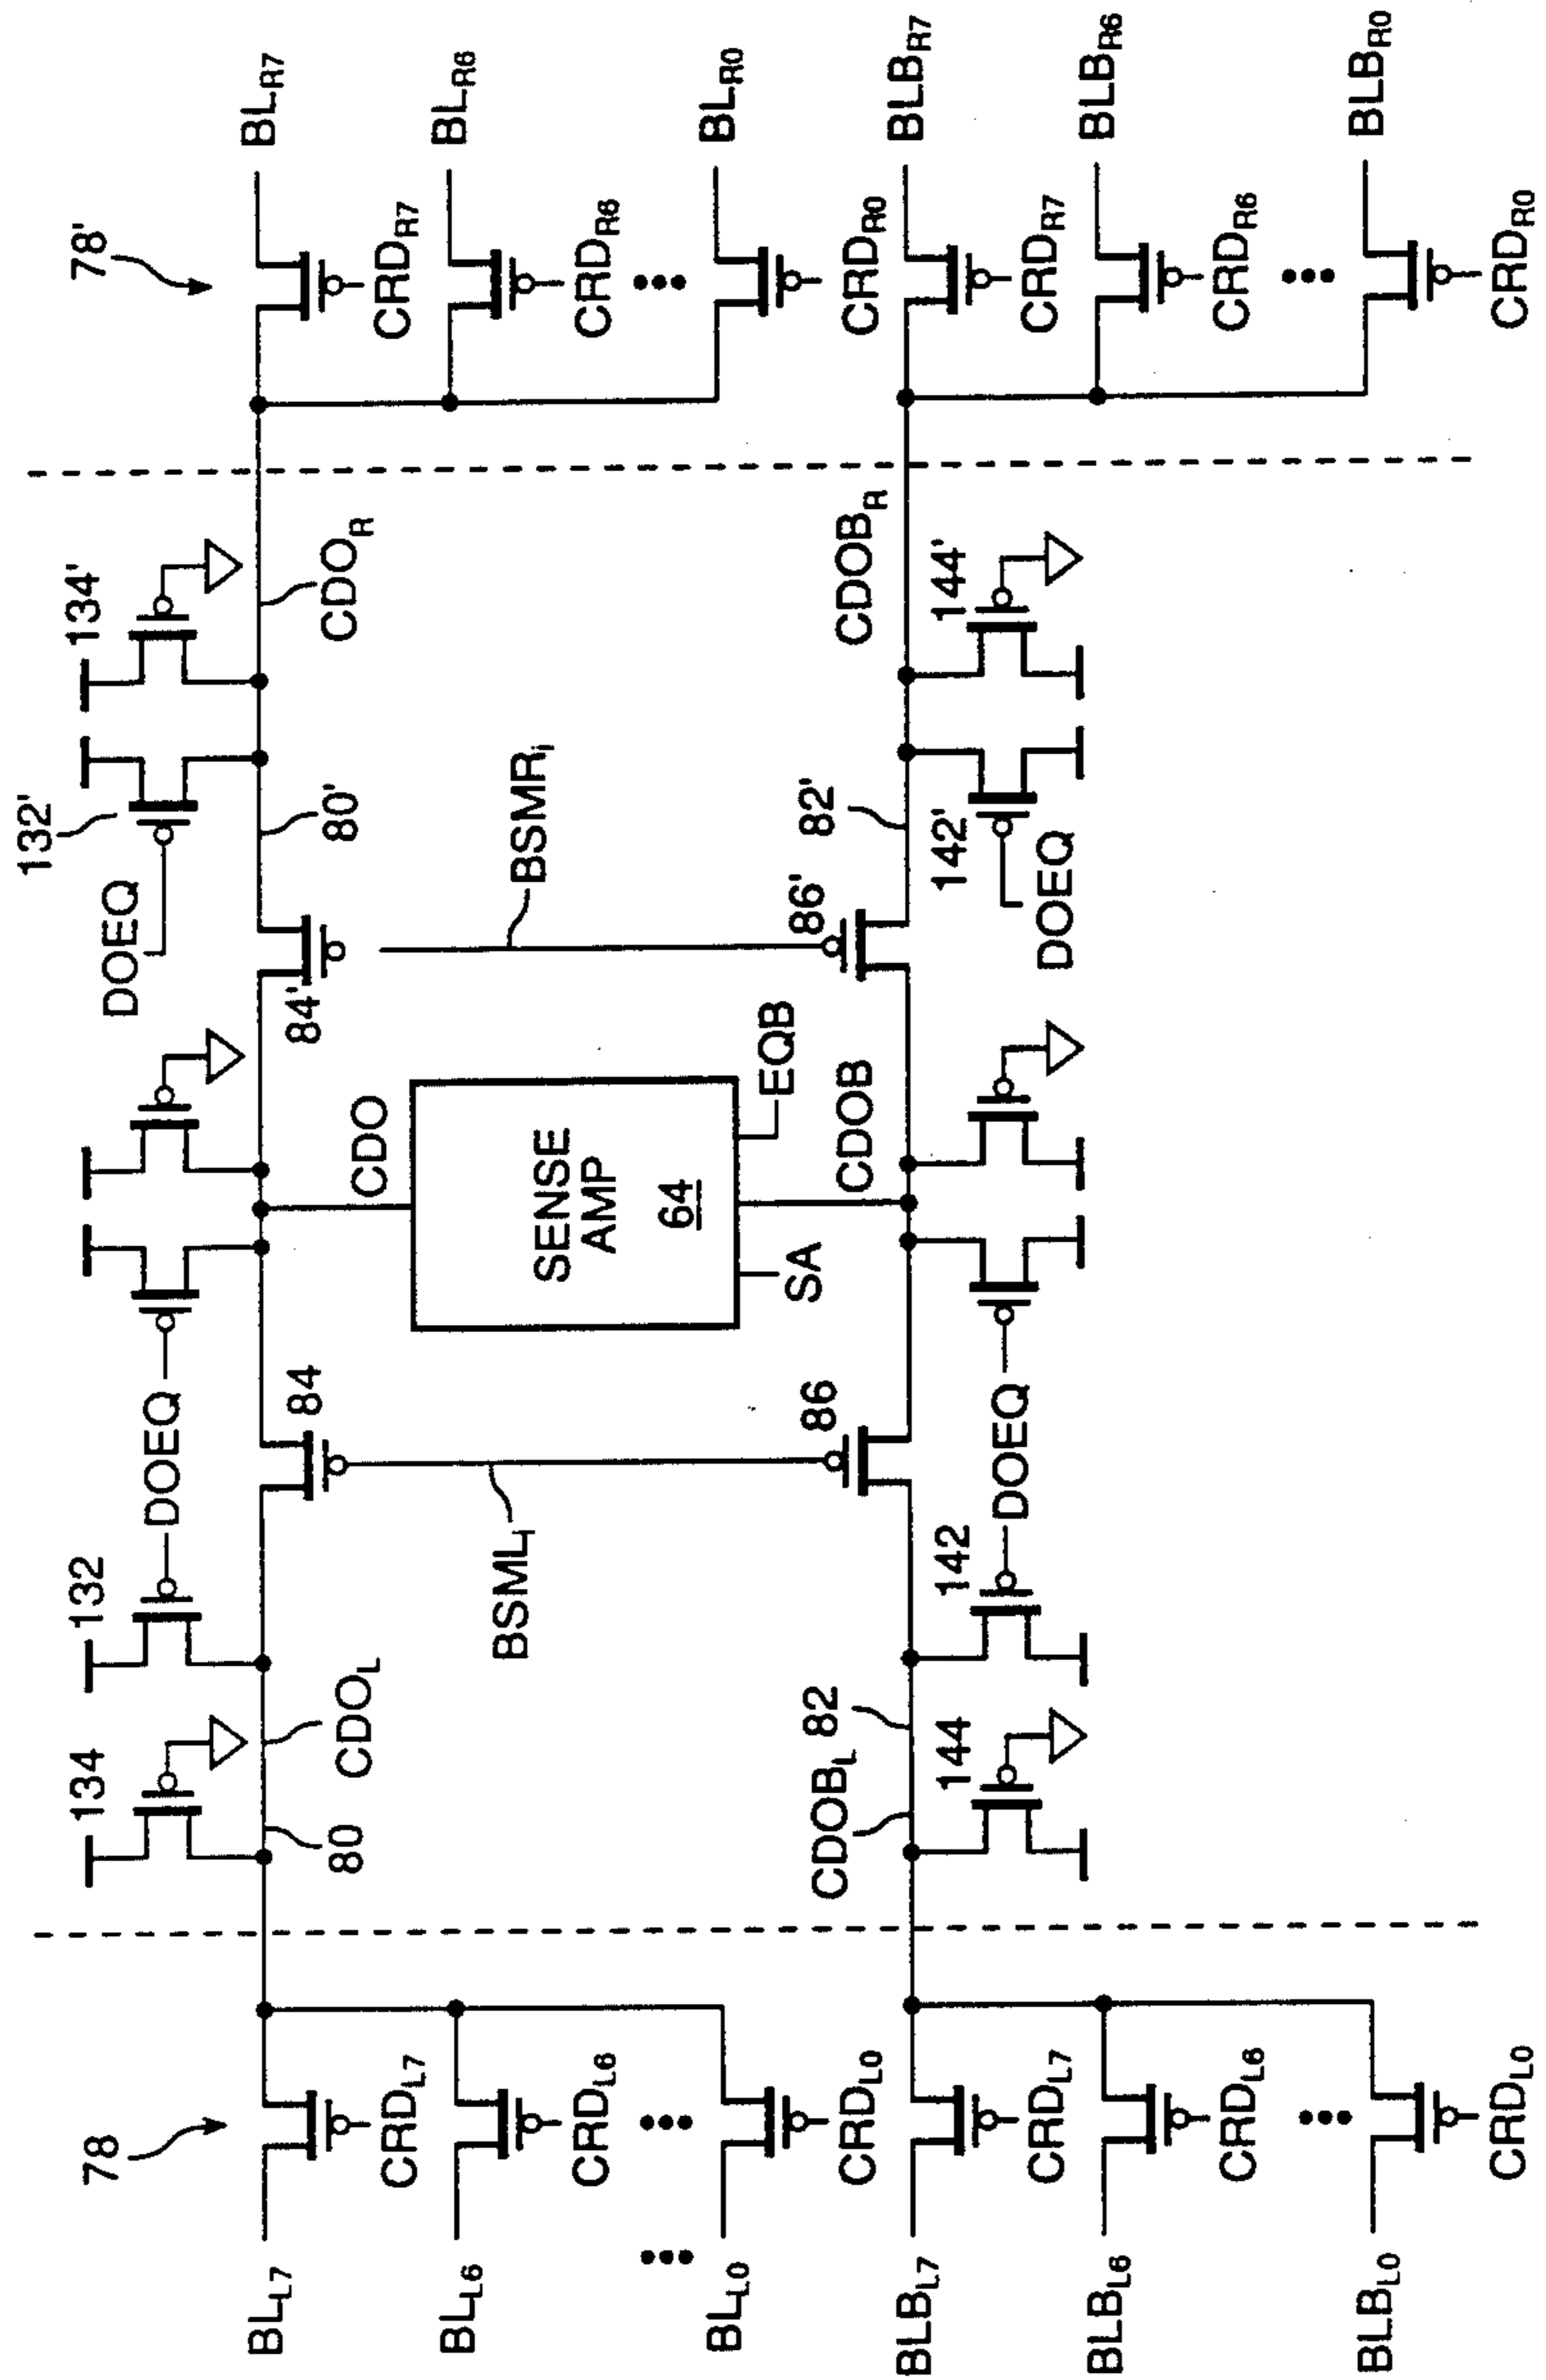 132'
78
134
132
134'
78'
DOEQ
DOEQ
BL_L7
BL_R7
84
84'
80
CDO_L
CDO
80'
CDO_R
CRD_L7
CRD_R7
BL_L6
BL_R6
BSML_i
BSMR_i
CRD_L6
SENSE
AMP
64
CRD_R6
BL_L0
BL_R0
SA
EQB
82
86
86'
82'
CDOB_L
CDOB
CDOB_R
CRD_L0
CRD_R0
BLB_L7
BLB_R7
144
142
142'
144'
DOEQ
DOEQ
CRD_L7
CRD_R7
BLB_L6
BLB_R6
CRD_L6
CRD_R6
BLB_L0
BLB_R0
CRD_L0
CRD_R0